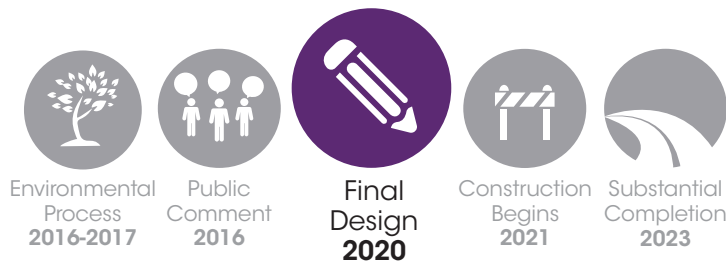 Environmental
Process
2016-2017
Public
Comment
2016
Final
Design
2020
Construction
Begins
2021
Substantial
Completion
2023